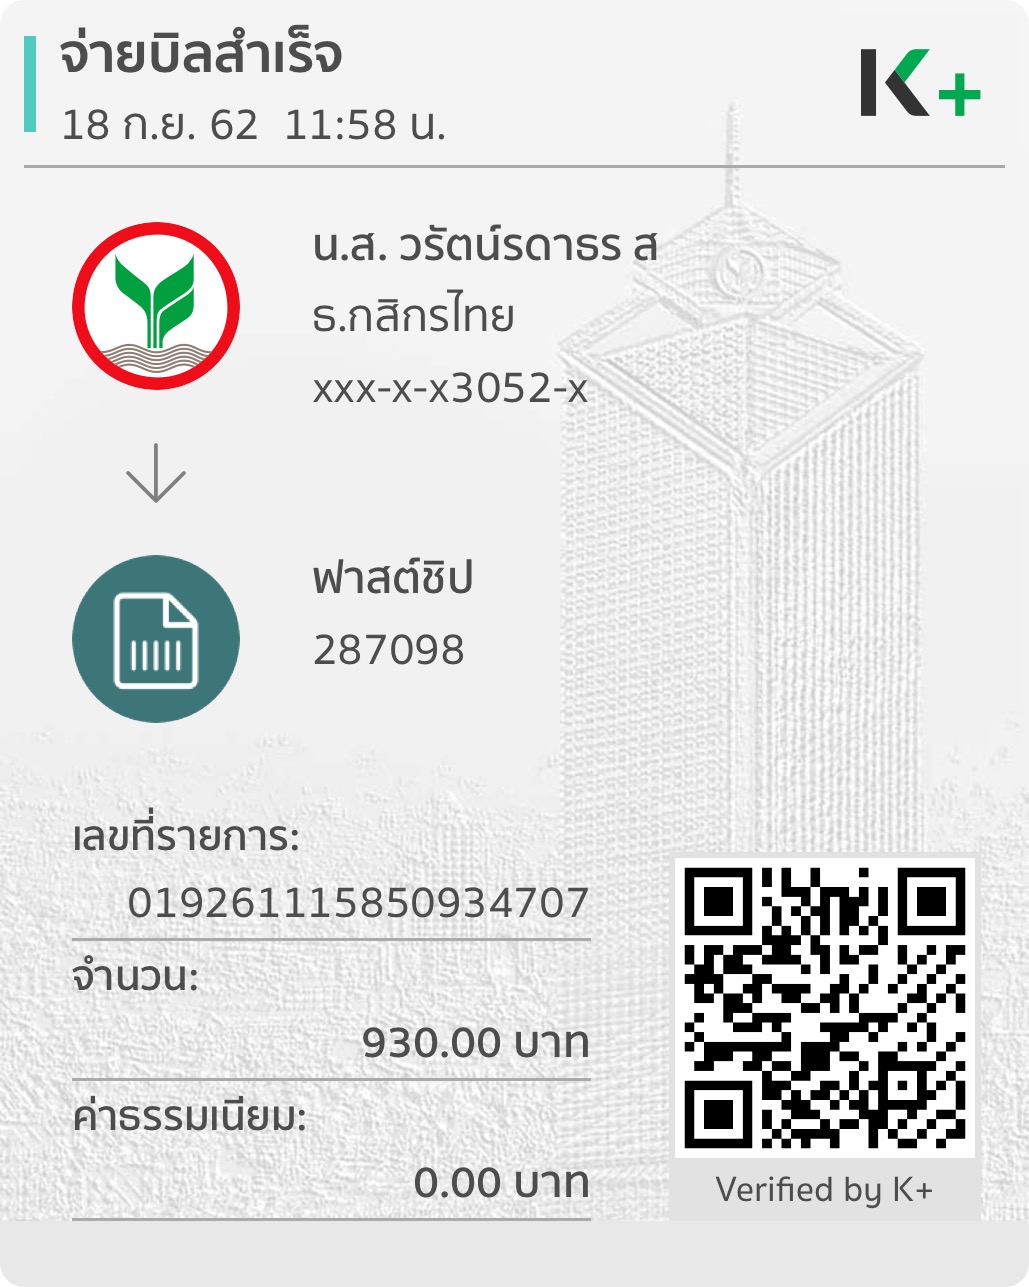 จ่ายบิลสำเร็จ
18 ก.ย. 62 11:58 น.
K+
น.ส. วรัตน์รดาธร ส
ธ.กสิกรไทย
xxx-x-x3052-x
ฟาสต์ชิป
287098
เลขที่รายการ:
019261115850934707
จำนวน:
930.00 บาท
ค่าธรรมเนียม:
0.00 บาท
Verified by K+